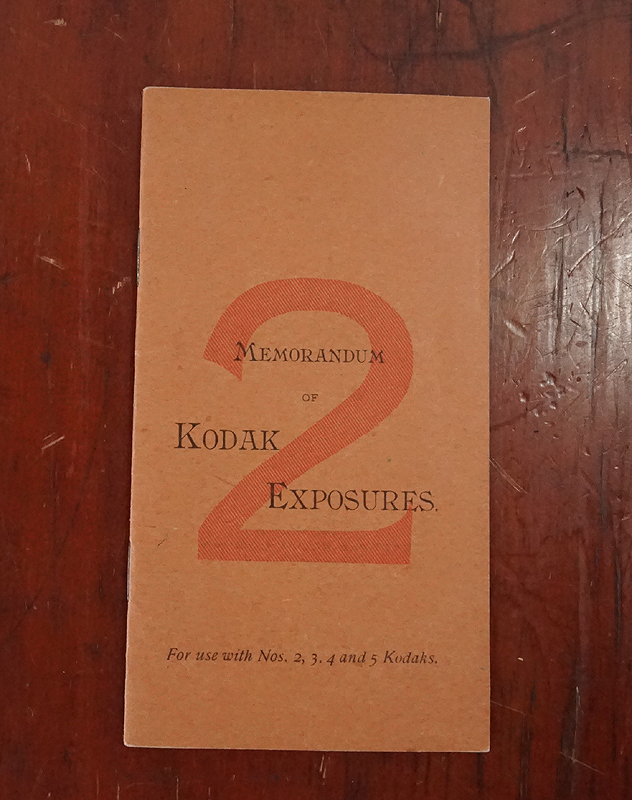 2
MEMORANDUM
OF
KODAK
EXPOSURES.
For use with Nos. 2, 3, 4 and 5 Kodaks.